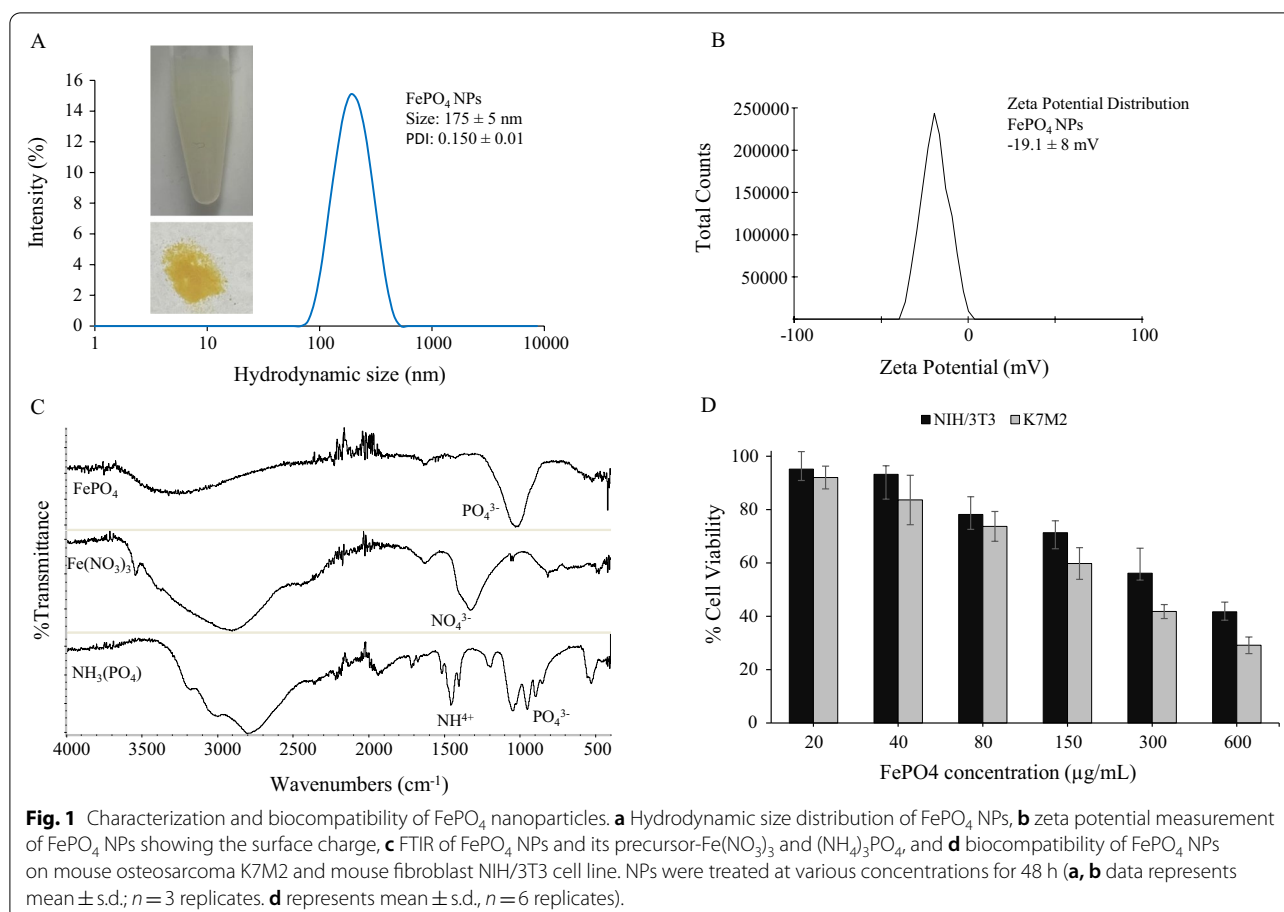 A
16
14
12
10
8
6
4
2
0
Intensity (%)
FePO₄ NPs
Size: 175 ± 5 nm
PDI: 0.150 ± 0.01
1 10 100 1000 10000
Hydrodynamic size (nm)
B
250000
200000
150000
100000
50000
Total Counts
Zeta Potential Distribution
FePO₄ NPs
-19.1 ± 8 mV
-100 0 100
Zeta Potential (mV)
C
%Transmittance
FePO₄
PO₄³⁻
Fe(NO₃)₃
NO₄³⁻
NH₃(PO₄)
NH⁴⁺
PO₄³⁻
4000 3500 3000 2500 2000 1500 1000 500
Wavenumbers (cm⁻¹)
D
NIH/3T3 K7M2
100
80
60
40
20
0
% Cell Viability
20 40 80 150 300 600
FePO4 concentration (µg/mL)
Fig. 1 Characterization and biocompatibility of FePO₄ nanoparticles. a Hydrodynamic size distribution of FePO₄ NPs, b zeta potential measurement
of FePO₄ NPs showing the surface charge, c FTIR of FePO₄ NPs and its precursor-Fe(NO₃)₃ and (NH₄)₃PO₄, and d biocompatibility of FePO₄ NPs
on mouse osteosarcoma K7M2 and mouse fibroblast NIH/3T3 cell line. NPs were treated at various concentrations for 48 h (a, b data represents
mean ± s.d.; n = 3 replicates. d represents mean ± s.d., n = 6 replicates).